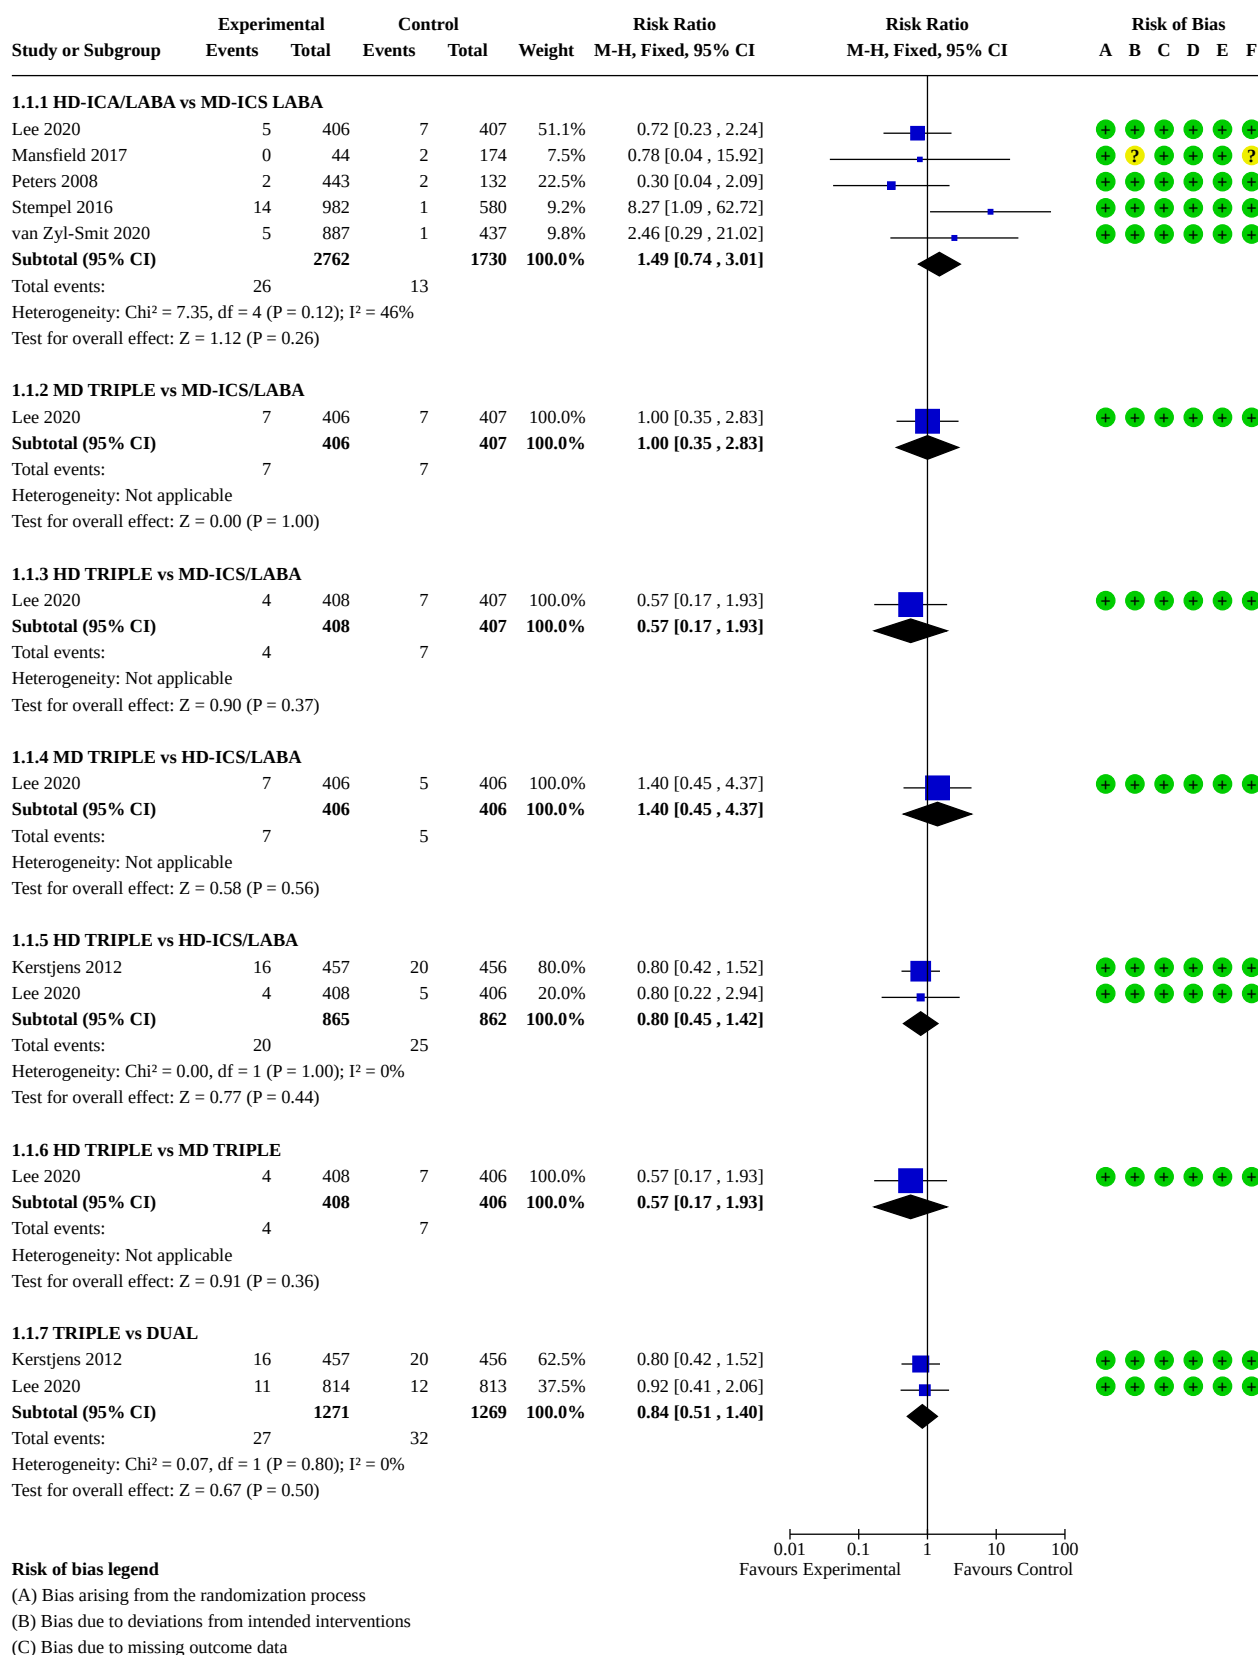 Experimental Control Risk Ratio Risk Ratio Risk of Bias
Study or Subgroup Events Total Events Total Weight M-H, Fixed, 95% CI M-H, Fixed, 95% CI A B C D E F
1.1.1 HD-ICA/LABA vs MD-ICS LABA
Lee 2020 5 406 7 407 51.1% 0.72 [0.23 , 2.24] + + + + + +
Mansfield 2017 0 44 2 174 7.5% 0.78 [0.04 , 15.92] + ? + + + ?
Peters 2008 2 443 2 132 22.5% 0.30 [0.04 , 2.09] + + + + + +
Stempel 2016 14 982 1 580 9.2% 8.27 [1.09 , 62.72] + + + + + +
van Zyl-Smit 2020 5 887 1 437 9.8% 2.46 [0.29 , 21.02] + + + + + +
Subtotal (95% CI) 2762 1730 100.0% 1.49 [0.74 , 3.01]
Total events: 26 13
Heterogeneity: Chi² = 7.35, df = 4 (P = 0.12); I² = 46%
Test for overall effect: Z = 1.12 (P = 0.26)
1.1.2 MD TRIPLE vs MD-ICS/LABA
Lee 2020 7 406 7 407 100.0% 1.00 [0.35 , 2.83] + + + + + +
Subtotal (95% CI) 406 407 100.0% 1.00 [0.35 , 2.83]
Total events: 7 7
Heterogeneity: Not applicable
Test for overall effect: Z = 0.00 (P = 1.00)
1.1.3 HD TRIPLE vs MD-ICS/LABA
Lee 2020 4 408 7 407 100.0% 0.57 [0.17 , 1.93] + + + + + +
Subtotal (95% CI) 408 407 100.0% 0.57 [0.17 , 1.93]
Total events: 4 7
Heterogeneity: Not applicable
Test for overall effect: Z = 0.90 (P = 0.37)
1.1.4 MD TRIPLE vs HD-ICS/LABA
Lee 2020 7 406 5 406 100.0% 1.40 [0.45 , 4.37] + + + + + +
Subtotal (95% CI) 406 406 100.0% 1.40 [0.45 , 4.37]
Total events: 7 5
Heterogeneity: Not applicable
Test for overall effect: Z = 0.58 (P = 0.56)
1.1.5 HD TRIPLE vs HD-ICS/LABA
Kerstjens 2012 16 457 20 456 80.0% 0.80 [0.42 , 1.52] + + + + + +
Lee 2020 4 408 5 406 20.0% 0.80 [0.22 , 2.94] + + + + + +
Subtotal (95% CI) 865 862 100.0% 0.80 [0.45 , 1.42]
Total events: 20 25
Heterogeneity: Chi² = 0.00, df = 1 (P = 1.00); I² = 0%
Test for overall effect: Z = 0.77 (P = 0.44)
1.1.6 HD TRIPLE vs MD TRIPLE
Lee 2020 4 408 7 406 100.0% 0.57 [0.17 , 1.93] + + + + + +
Subtotal (95% CI) 408 406 100.0% 0.57 [0.17 , 1.93]
Total events: 4 7
Heterogeneity: Not applicable
Test for overall effect: Z = 0.91 (P = 0.36)
1.1.7 TRIPLE vs DUAL
Kerstjens 2012 16 457 20 456 62.5% 0.80 [0.42 , 1.52] + + + + + +
Lee 2020 11 814 12 813 37.5% 0.92 [0.41 , 2.06] + + + + + +
Subtotal (95% CI) 1271 1269 100.0% 0.84 [0.51 , 1.40]
Total events: 27 32
Heterogeneity: Chi² = 0.07, df = 1 (P = 0.80); I² = 0%
Test for overall effect: Z = 0.67 (P = 0.50)
0.01 0.1 1 10 100
Favours Experimental Favours Control
Risk of bias legend
(A) Bias arising from the randomization process
(B) Bias due to deviations from intended interventions
(C) Bias due to missing outcome data